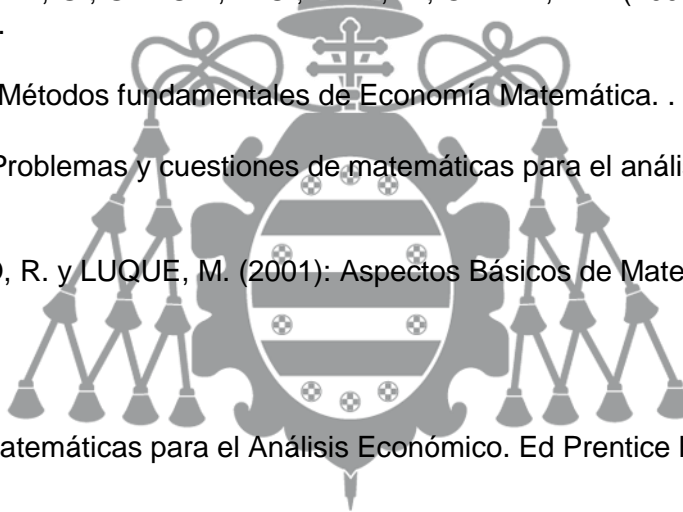 .
Métodos fundamentales de Economía Matemática. .
Problemas y cuestiones de matemáticas para el análi
, R. y LUQUE, M. (2001): Aspectos Básicos de Mate
atemáticas para el Análisis Económico. Ed Prentice